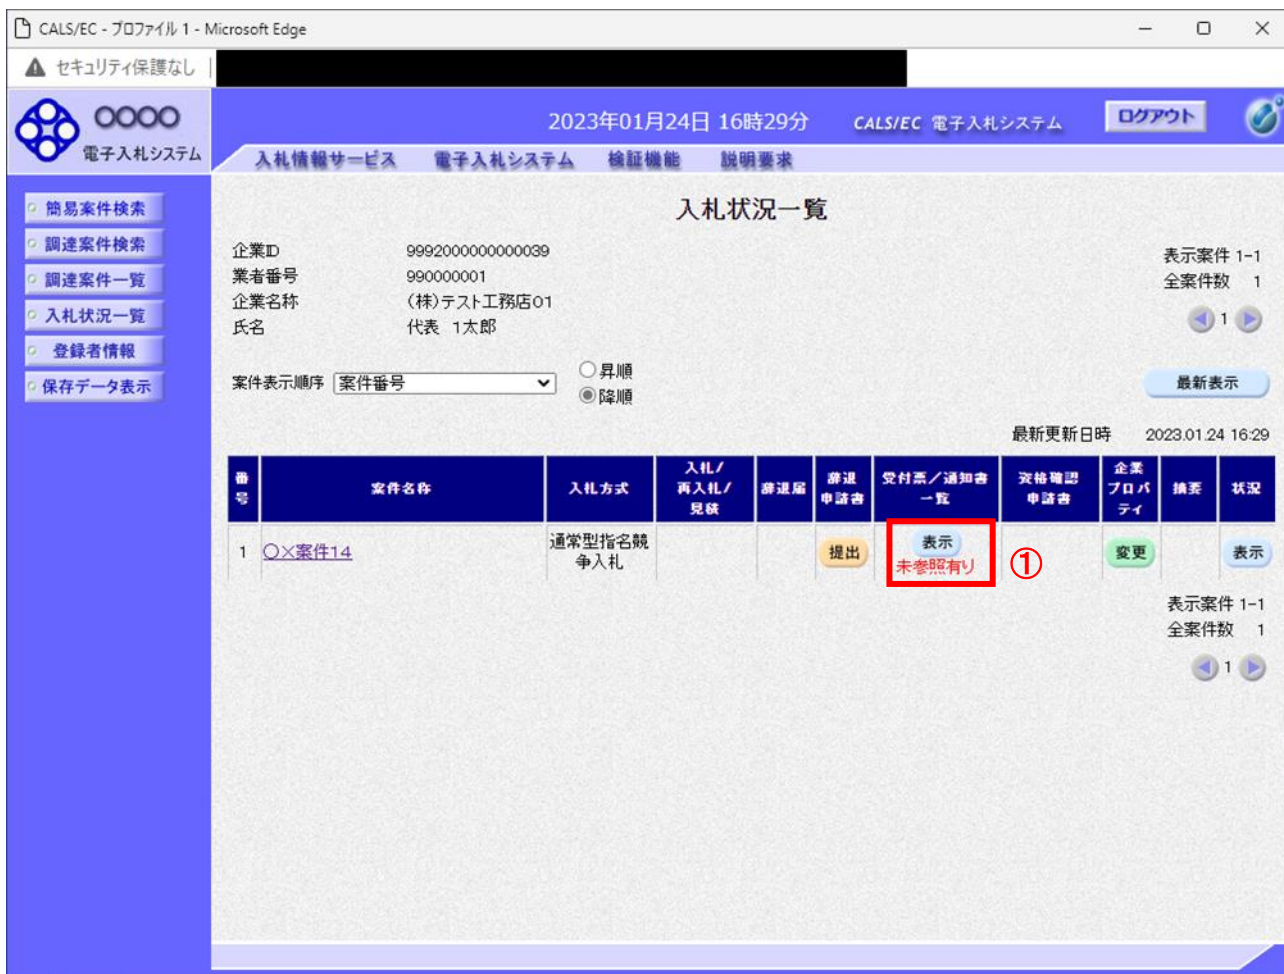 CALS/EC - プロファイル 1 - Microsoft Edge
セキュリティ保護なし
〇〇〇〇
電子入札システム
2023年01月24日 16時29分
CALS/EC 電子入札システム
ログアウト
入札情報サービス 電子入札システム 検証機能 説明要求
簡易案件検索
調達案件検索
調達案件一覧
入札状況一覧
登録者情報
保存データ表示
入札状況一覧
企業ID 9992000000000039
業者番号 990000001
企業名称 (株)テスト工務店01
氏名 代表 1太郎
表示案件 1-1
全案件数 1
1
案件表示順序 案件番号
昇順
降順
最新表示
最新更新日時 2023.01.24 16:29
番号 案件名称 入札方式 入札/再入札/見積 辞退届 辞退申請書 受付票/通知書一覧 資格確認申請書 企業プロパティ 摘要 状況
1 〇×案件14 通常型指名競争入札 提出 表示 未参照有り ① 変更 表示
表示案件 1-1
全案件数 1
1